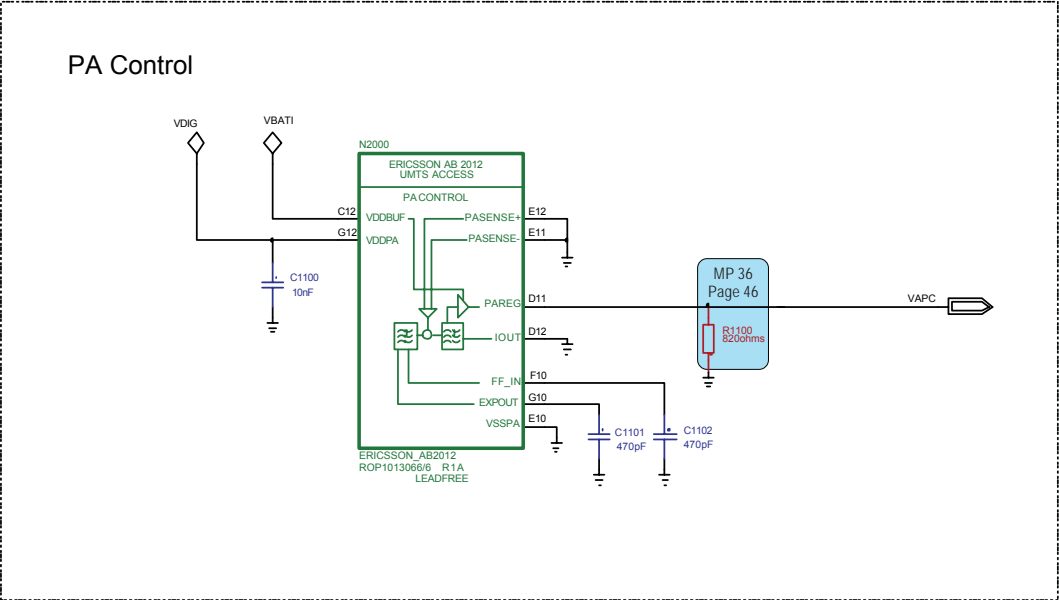 PA Control
VDIG
VBATI
N2000
ERICSSON AB 2012
UMTS ACCESS
PA CONTROL
C12
VDDBUF
PASENSE+
E12
G12
VDDPA
PASENSE-
E11
C1100
10nF
MP 36
Page 46
PAREG
D11
VAPC
R1100
820ohms
IOUT
D12
FF_IN
F10
EXPOUT
G10
VSSPA
E10
C1101
470pF
C1102
470pF
ERICSSON_AB2012
ROP1013066/6 R1A
LEADFREE